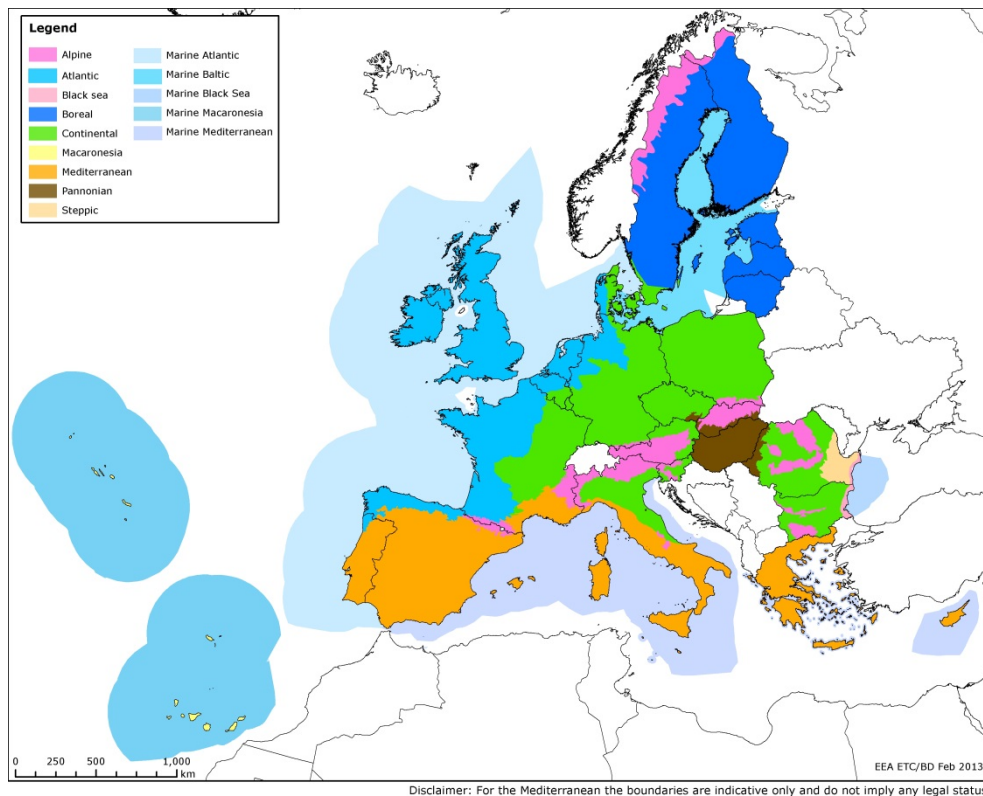 Legend
Alpine
Atlantic
Black sea
Boreal
Continental
Macaronesia
Mediterranean
Pannonian
Steppic
Marine Atlantic
Marine Baltic
Marine Black Sea
Marine Macaronesia
Marine Mediterranean
0 250 500 1,000
km
EEA ETC/BD Feb 2013
Disclaimer: For the Mediterranean the boundaries are indicative only and do not imply any legal status